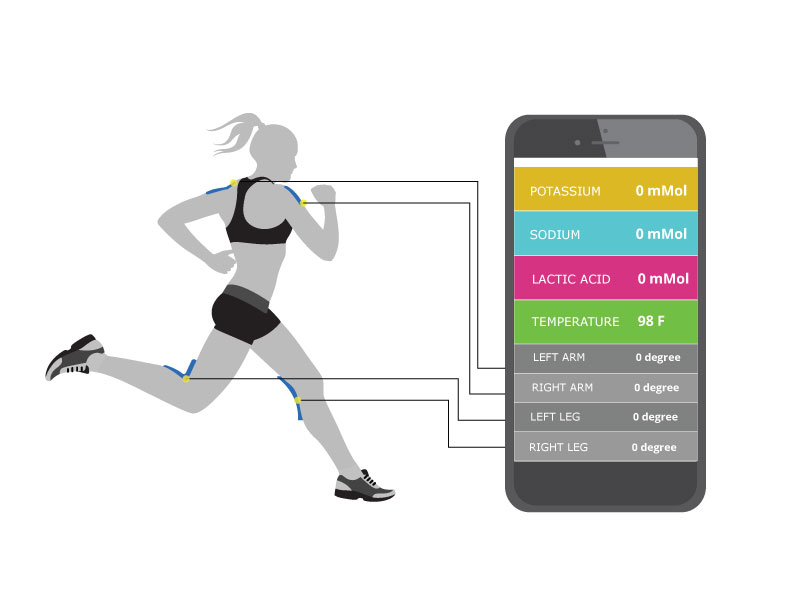 POTASSIUM 0 mMol
SODIUM 0 mMol
LACTIC ACID 0 mMol
TEMPERATURE 98 F
LEFT ARM 0 degree
RIGHT ARM 0 degree
LEFT LEG 0 degree
RIGHT LEG 0 degree